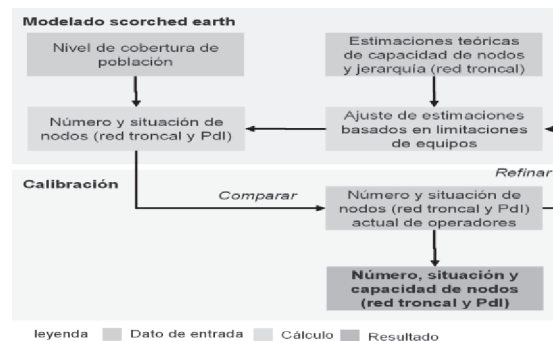 Modelado scorched earth
Nivel de cobertura de
población
Estimaciones teóricas
de capacidad de nodos
y jerarquía (red troncal)
Número y situación de
nodos (red troncal y PdI)
Ajuste de estimaciones
basados en limitaciones
de equipos
Refinar
Calibración
Comparar
Número y situación de
nodos (red troncal y PdI)
actual de operadores
Número, situación y
capacidad de nodos
(red troncal y PdI)
leyenda Dato de entrada Cálculo Resultado